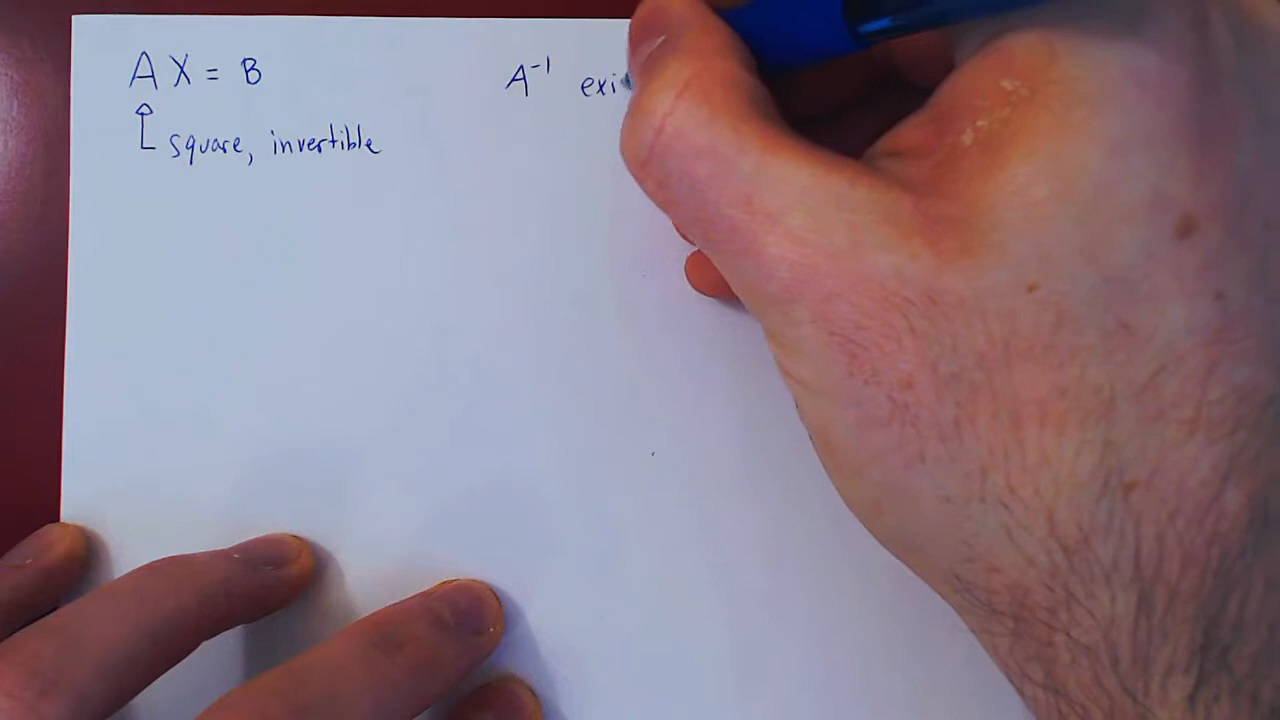 A X = B
square, invertible
A⁻¹ exi